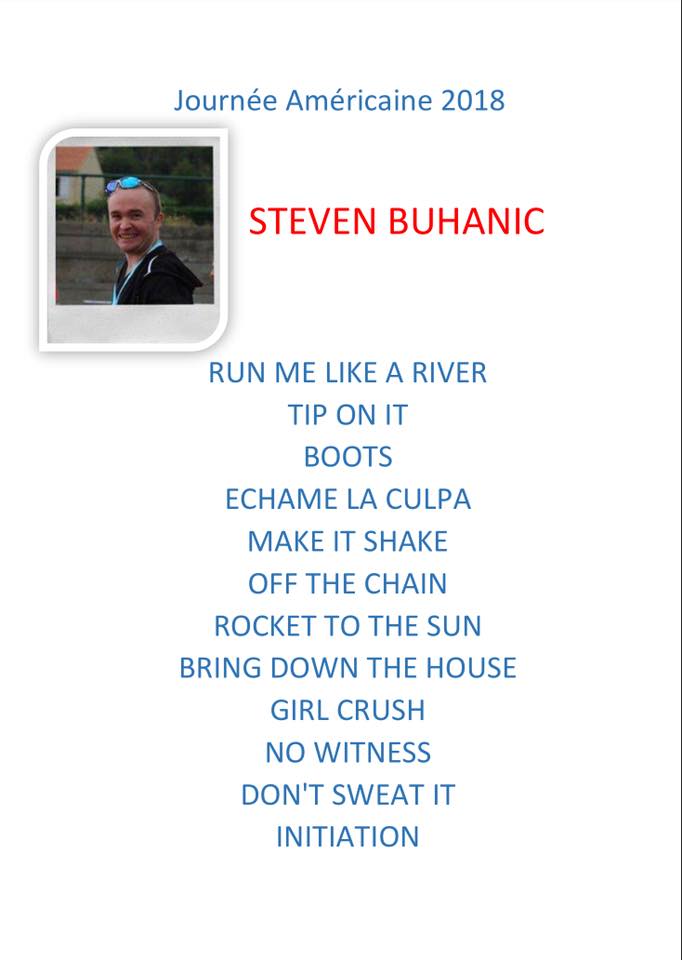 Journée Américaine 2018
STEVEN BUHANIC
RUN ME LIKE A RIVER
TIP ON IT
BOOTS
ECHAME LA CULPA
MAKE IT SHAKE
OFF THE CHAIN
ROCKET TO THE SUN
BRING DOWN THE HOUSE
GIRL CRUSH
NO WITNESS
DON'T SWEAT IT
INITIATION